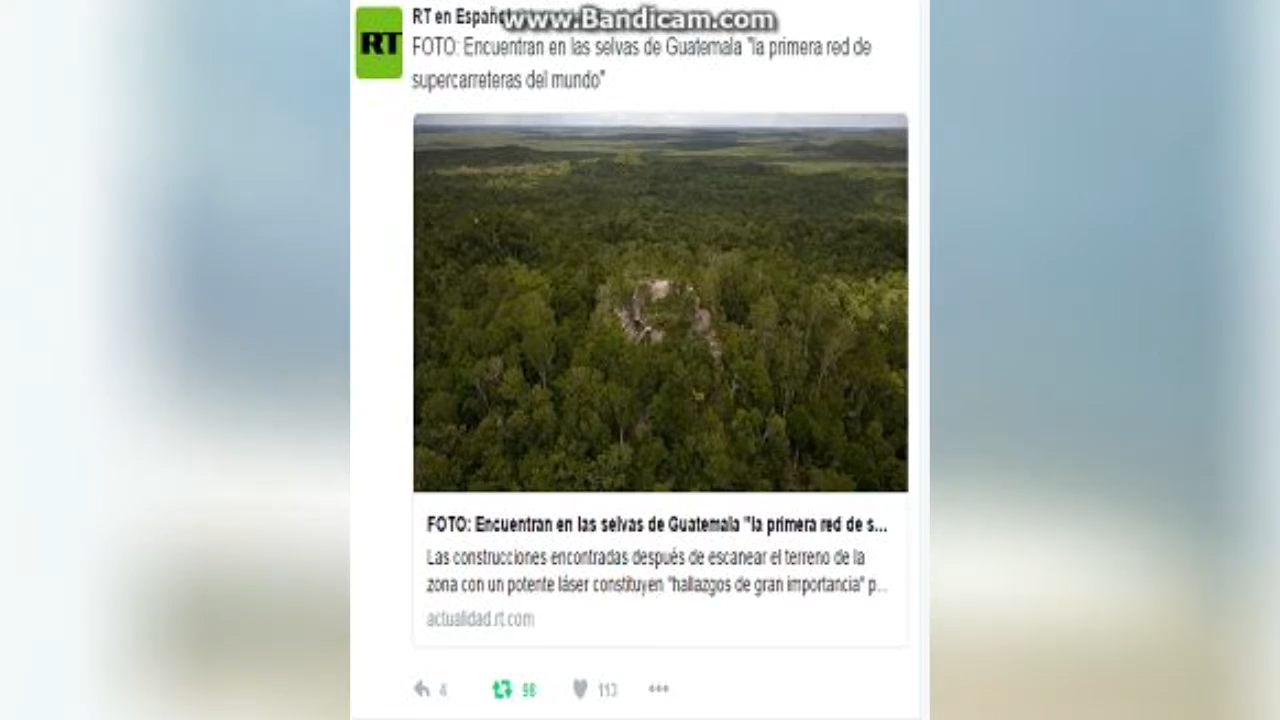 www.Bandicam.com
RT
RT en Español
FOTO: Encuentran en las selvas de Guatemala "la primera red de
supercarreteras del mundo"
FOTO: Encuentran en las selvas de Guatemala "la primera red de s...
Las construcciones encontradas después de escanear el terreno de la
zona con un potente láser constituyen "hallazgos de gran importancia" p...
actualidad.rt.com
4 98 113